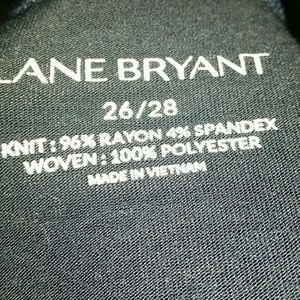 LANE BRYANT
26/28
KNIT : 96% RAYON 4% SPANDEX
WOVEN : 100% POLYESTER
MADE IN VIETNAM